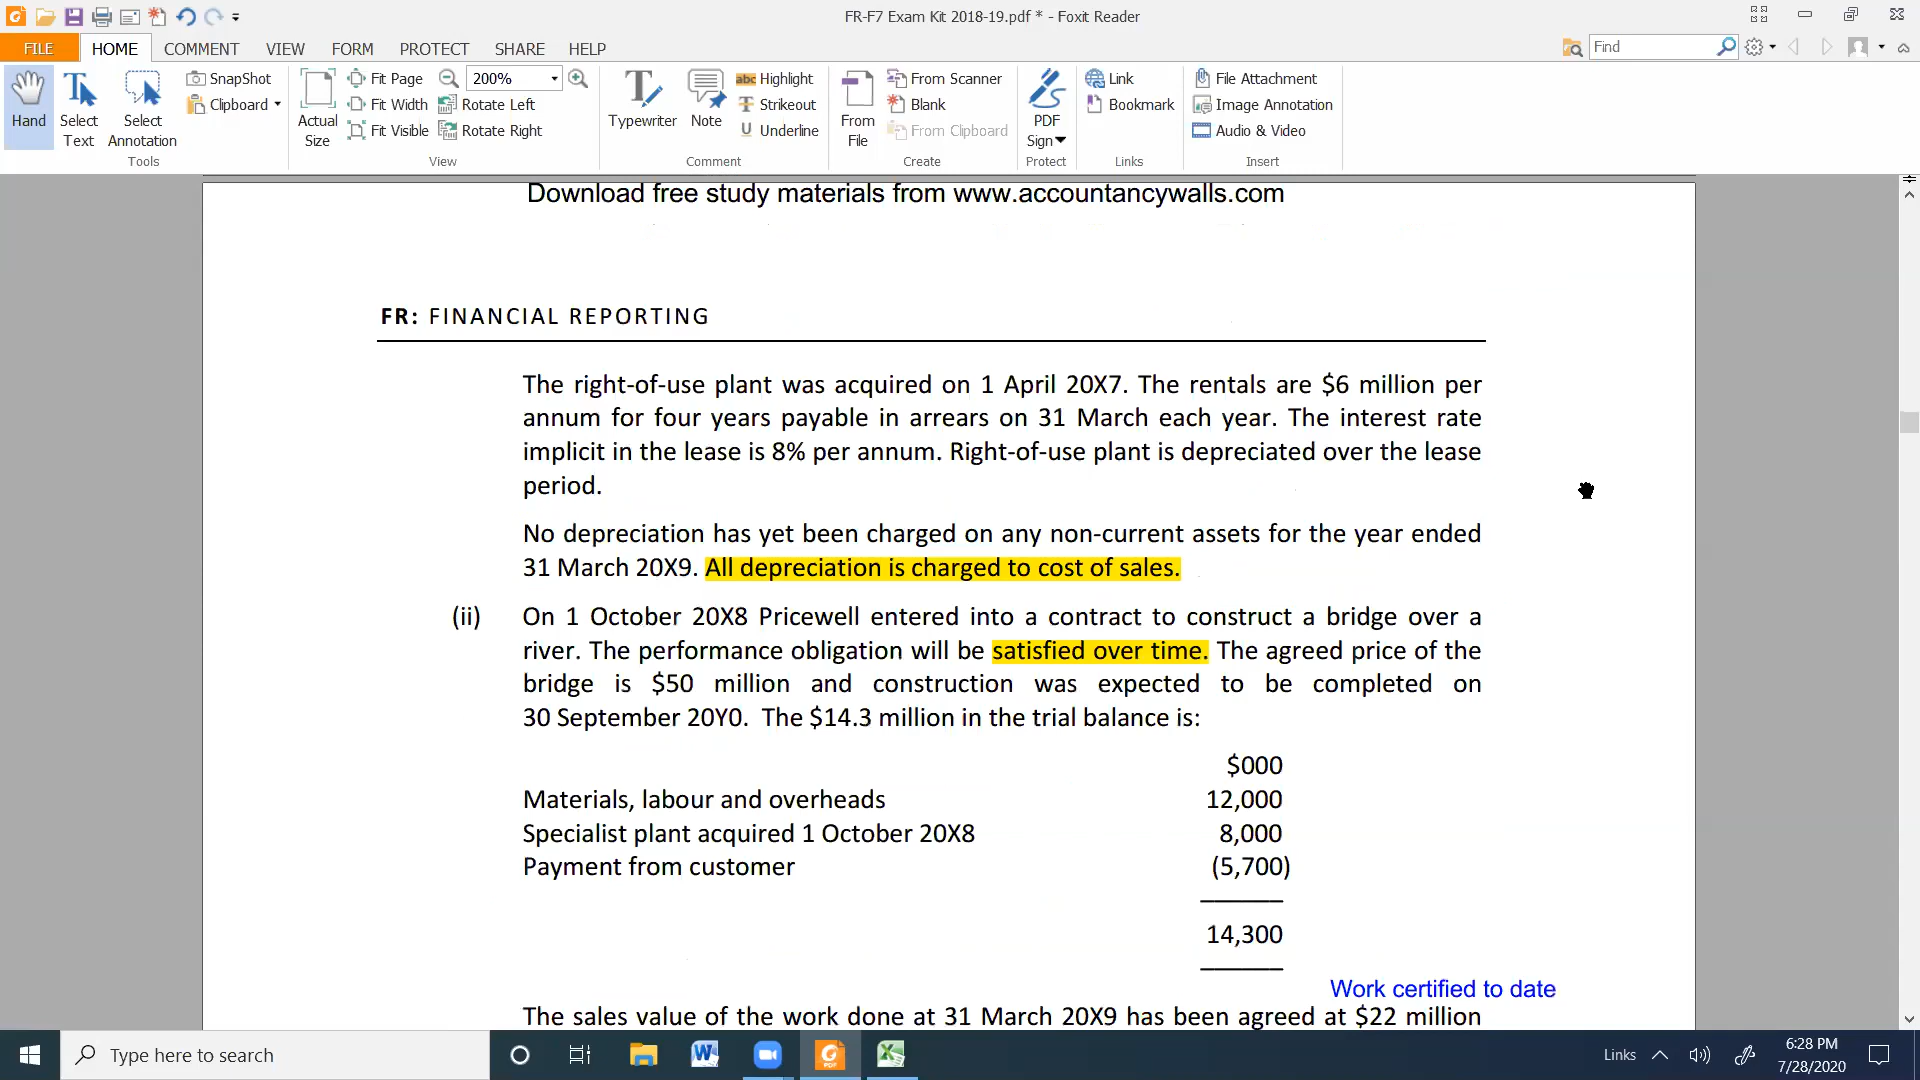 FR-F7 Exam Kit 2018-19.pdf * - Foxit Reader
FILE HOME COMMENT VIEW FORM PROTECT SHARE HELP Find
Hand
Select Text
Select Annotation
SnapShot
Clipboard
Tools
Actual Size
Fit Page
Fit Width
Fit Visible
200%
Rotate Left
Rotate Right
View
Typewriter
Note
abc Highlight
T Strikeout
U Underline
Comment
From File
From Scanner
Blank
From Clipboard
Create
PDF Sign
Protect
Link
Bookmark
Links
File Attachment
Image Annotation
Audio & Video
Insert
Download free study materials from www.accountancywalls.com
FR: FINANCIAL REPORTING
The right-of-use plant was acquired on 1 April 20X7. The rentals are $6 million per
annum for four years payable in arrears on 31 March each year. The interest rate
implicit in the lease is 8% per annum. Right-of-use plant is depreciated over the lease
period.
No depreciation has yet been charged on any non-current assets for the year ended
31 March 20X9. All depreciation is charged to cost of sales.
(ii) On 1 October 20X8 Pricewell entered into a contract to construct a bridge over a
river. The performance obligation will be satisfied over time. The agreed price of the
bridge is $50 million and construction was expected to be completed on
30 September 20Y0. The $14.3 million in the trial balance is:
$000
Materials, labour and overheads 12,000
Specialist plant acquired 1 October 20X8 8,000
Payment from customer (5,700)
14,300
Work certified to date
The sales value of the work done at 31 March 20X9 has been agreed at $22 million
Type here to search
Links
6:28 PM
7/28/2020